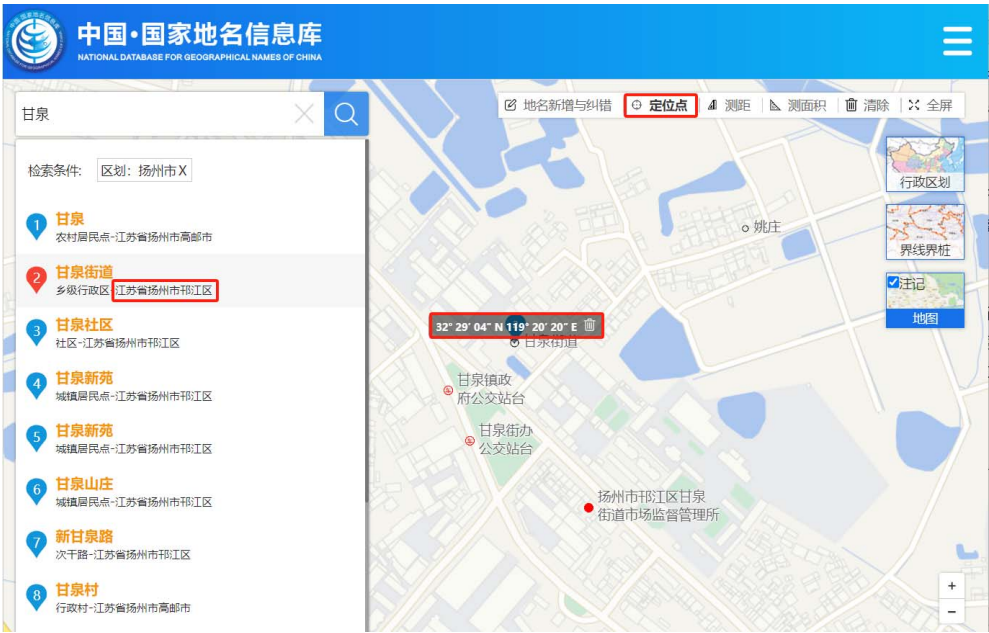 中国·国家地名信息库
NATIONAL DATABASE FOR GEOGRAPHICAL NAMES OF CHINA
甘泉
地名新增与纠错
定位点
测距
测面积
清除
全屏
检索条件:
区划：扬州市X
1
甘泉
农村居民点-江苏省扬州市高邮市
2
甘泉街道
乡级行政区-江苏省扬州市邗江区
3
甘泉社区
社区-江苏省扬州市邗江区
4
甘泉新苑
城镇居民点-江苏省扬州市邗江区
5
甘泉新苑
城镇居民点-江苏省扬州市邗江区
6
甘泉山庄
城镇居民点-江苏省扬州市邗江区
7
新甘泉路
次干路-江苏省扬州市邗江区
8
甘泉村
行政村-江苏省扬州市高邮市
姚庄
32° 29′ 04″ N 119° 20′ 20″ E
甘泉街道
甘泉镇政
府公交站台
甘泉街办
公交站台
扬州市邗江区甘泉
街道市场监督管理所
行政区划
界线界桩
注记
地图
+
−